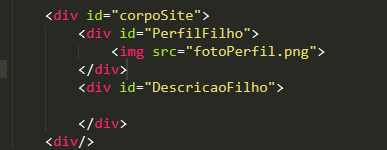 <div id="corpoSite">
<div id="PerfilFilho">
<img src="fotoPerfil.png">
</div>
<div id="DescricaoFilho">
</div>
<div/>